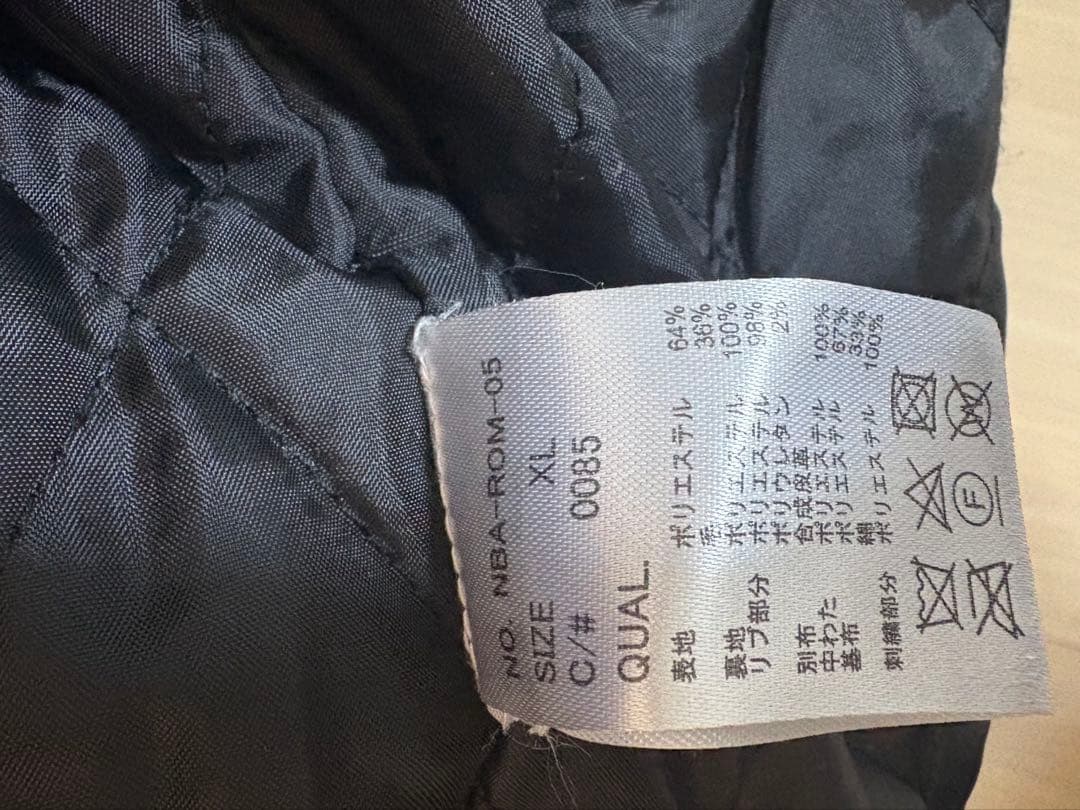 NO. NBA-ROM-05
SIZE XL
C/# 0085
QUAL.
表地 ポリエステル 64%
36%
裏地 ポリエステル 100%
リブ部分 ポリエステル 98%
ポリウレタン 2%
別布 合成皮革
中わた ポリエステル 100%
基布 ポリエステル 67%
綿 33%
刺繍部分 ポリエステル 100%
W
F